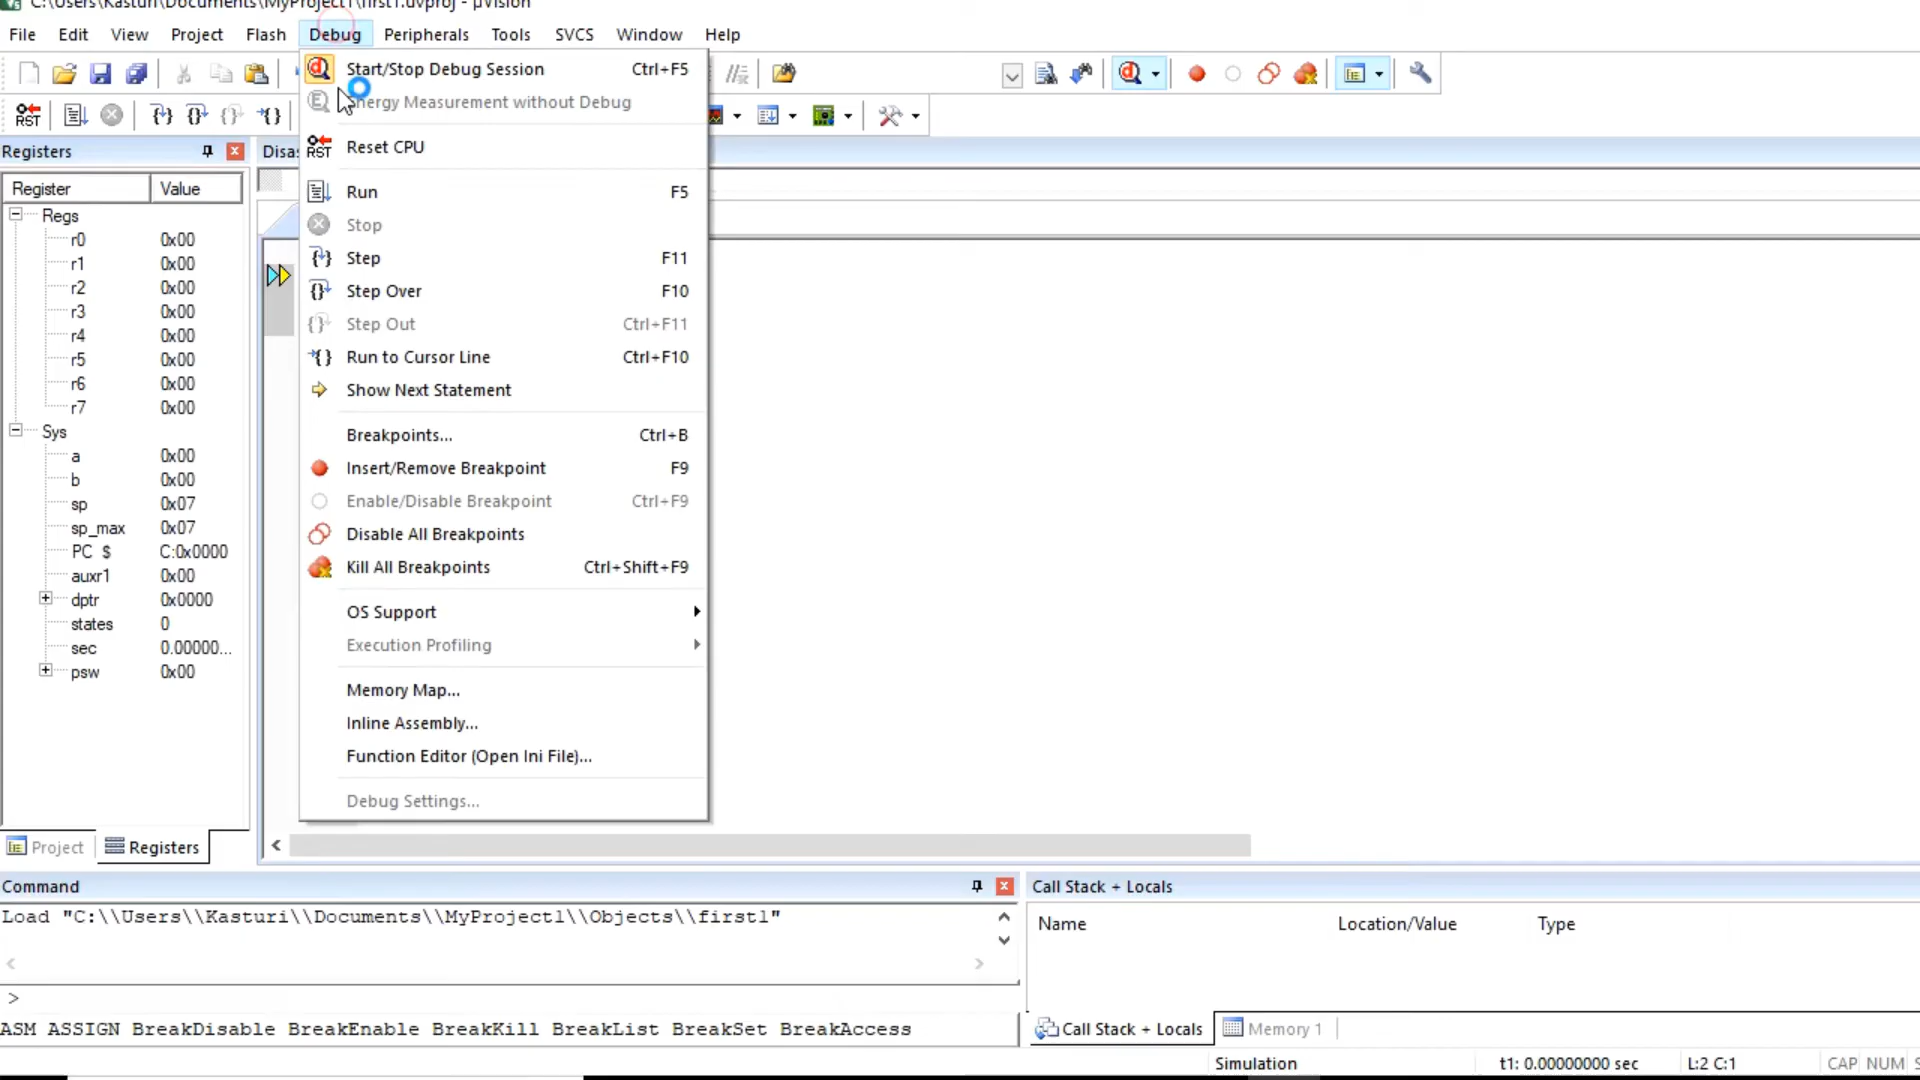 C:\Users\Kasturi\Documents\MyProject1\first1.uvproj - µVision
File Edit View Project Flash Debug Peripherals Tools SVCS Window Help
Start/Stop Debug Session Ctrl+F5
Energy Measurement without Debug
Reset CPU
Run F5
Stop
Step F11
Step Over F10
Step Out Ctrl+F11
Run to Cursor Line Ctrl+F10
Show Next Statement
Breakpoints... Ctrl+B
Insert/Remove Breakpoint F9
Enable/Disable Breakpoint Ctrl+F9
Disable All Breakpoints
Kill All Breakpoints Ctrl+Shift+F9
OS Support
Execution Profiling
Memory Map...
Inline Assembly...
Function Editor (Open Ini File)...
Debug Settings...
RST
RST
Registers
Register Value
Regs
r0 0x00
r1 0x00
r2 0x00
r3 0x00
r4 0x00
r5 0x00
r6 0x00
r7 0x00
Sys
a 0x00
b 0x00
sp 0x07
sp_max 0x07
PC $ C:0x0000
auxr1 0x00
dptr 0x0000
states 0
sec 0.00000...
psw 0x00
Project Registers
Disas
Command
Load "C:\\Users\\Kasturi\\Documents\\MyProject1\\Objects\\first1"
>
ASM ASSIGN BreakDisable BreakEnable BreakKill BreakList BreakSet BreakAccess
Call Stack + Locals
Name Location/Value Type
Call Stack + Locals Memory 1
Simulation t1: 0.00000000 sec L:2 C:1 CAP NUM